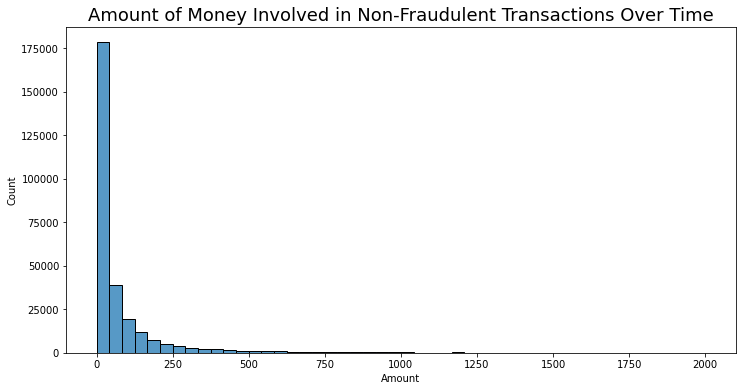 Amount of Money Involved in Non-Fraudulent Transactions Over Time
175000
150000
125000
100000
75000
50000
25000
0
Count
0 250 500 750 1000 1250 1500 1750 2000
Amount